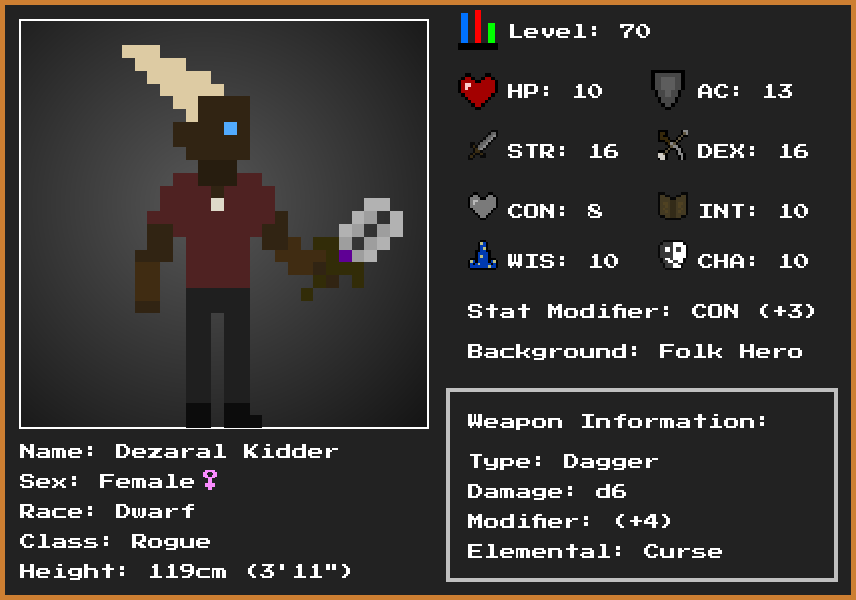 Level: 70
HP: 10 AC: 13
STR: 16 DEX: 16
CON: 8 INT: 10
WIS: 10 CHA: 10
Stat Modifier: CON (+3)
Background: Folk Hero
Weapon Information:
Type: Dagger
Damage: d6
Modifier: (+4)
Elemental: Curse
Name: Dezaral Kidder
Sex: Female♀
Race: Dwarf
Class: Rogue
Height: 119cm (3'11")